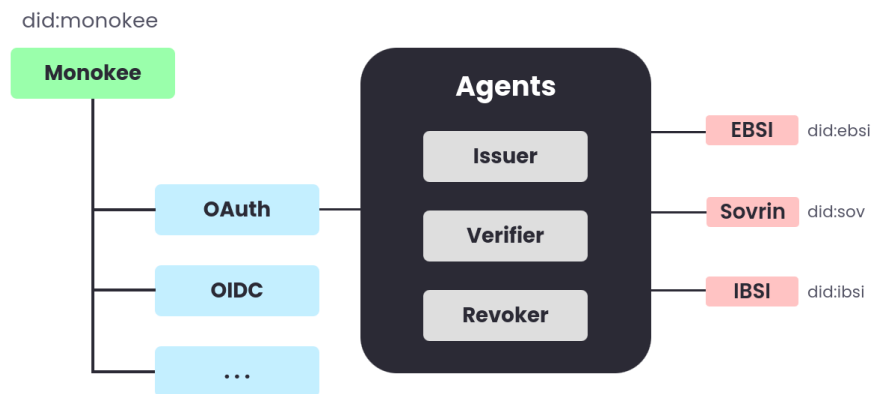 did:monokee
Monokee
OAuth
OIDC
...
Agents
Issuer
Verifier
Revoker
EBSI
did:ebsi
Sovrin
did:sov
IBSI
did:ibsi